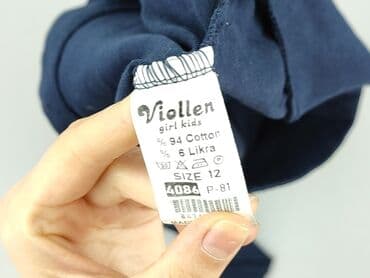 Viollen
girl kids
% 94 Cotton
% 6 Likra
SIZE 12
4084 P-81